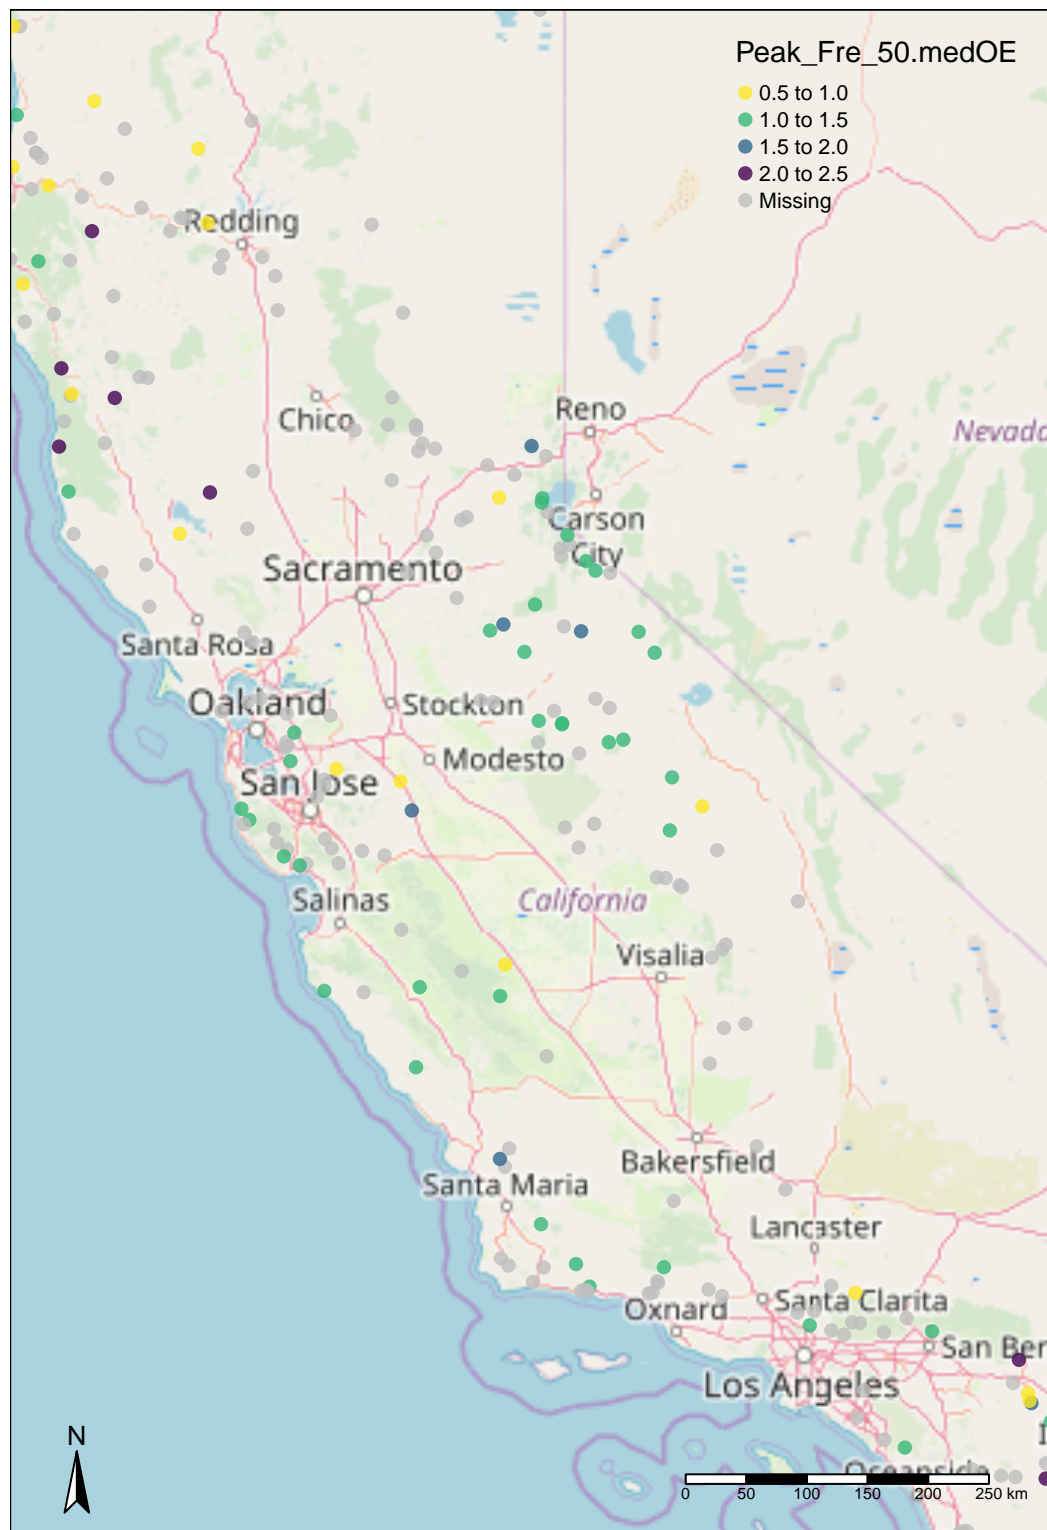 Peak_Fre_50.medOE
0.5 to 1.0
1.0 to 1.5
1.5 to 2.0
2.0 to 2.5
Missing
Redding
Reno
Chico
Nevada
Carson
City
Sacramento
Santa Rosa
Oakland
Stockton
Modesto
San Jose
Salinas
California
Visalia
Bakersfield
Santa Maria
Lancaster
Santa Clarita
Oxnard
San Ber
Los Angeles
N
Oceanside
0 50 100 150 200 250 km